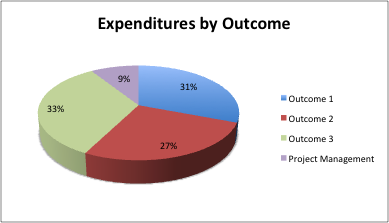 Expenditures by Outcome
9%
31%
33%
27%
Outcome 1
Outcome 2
Outcome 3
Project Management